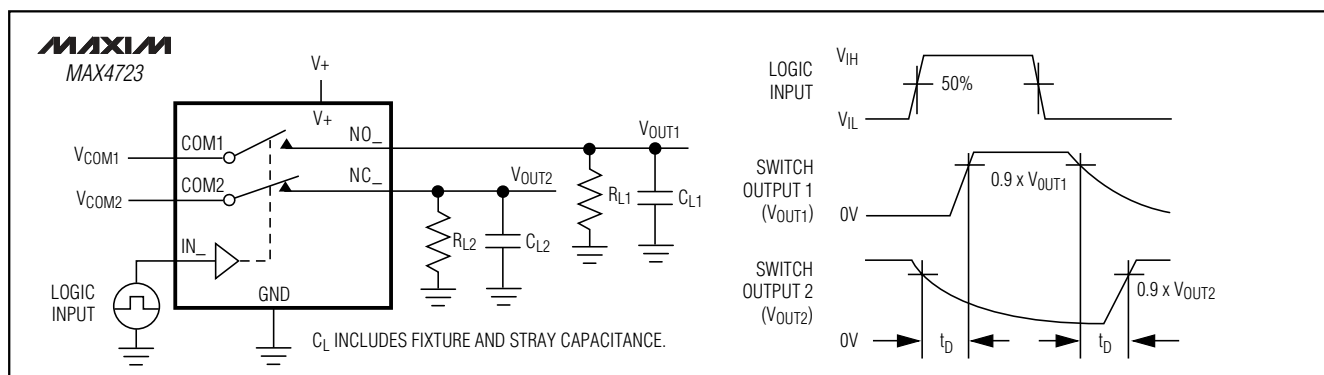 MAXIM
MAX4723
V+
V+
COM1
NO_
VCOM1
VOUT1
COM2
NC_
VCOM2
VOUT2
RL1
CL1
RL2
CL2
IN_
LOGIC
INPUT
GND
CL INCLUDES FIXTURE AND STRAY CAPACITANCE.
LOGIC
INPUT
VIH
50%
VIL
SWITCH
OUTPUT 1
(VOUT1)
0.9 x VOUT1
0V
SWITCH
OUTPUT 2
(VOUT2)
0.9 x VOUT2
0V
tD
tD